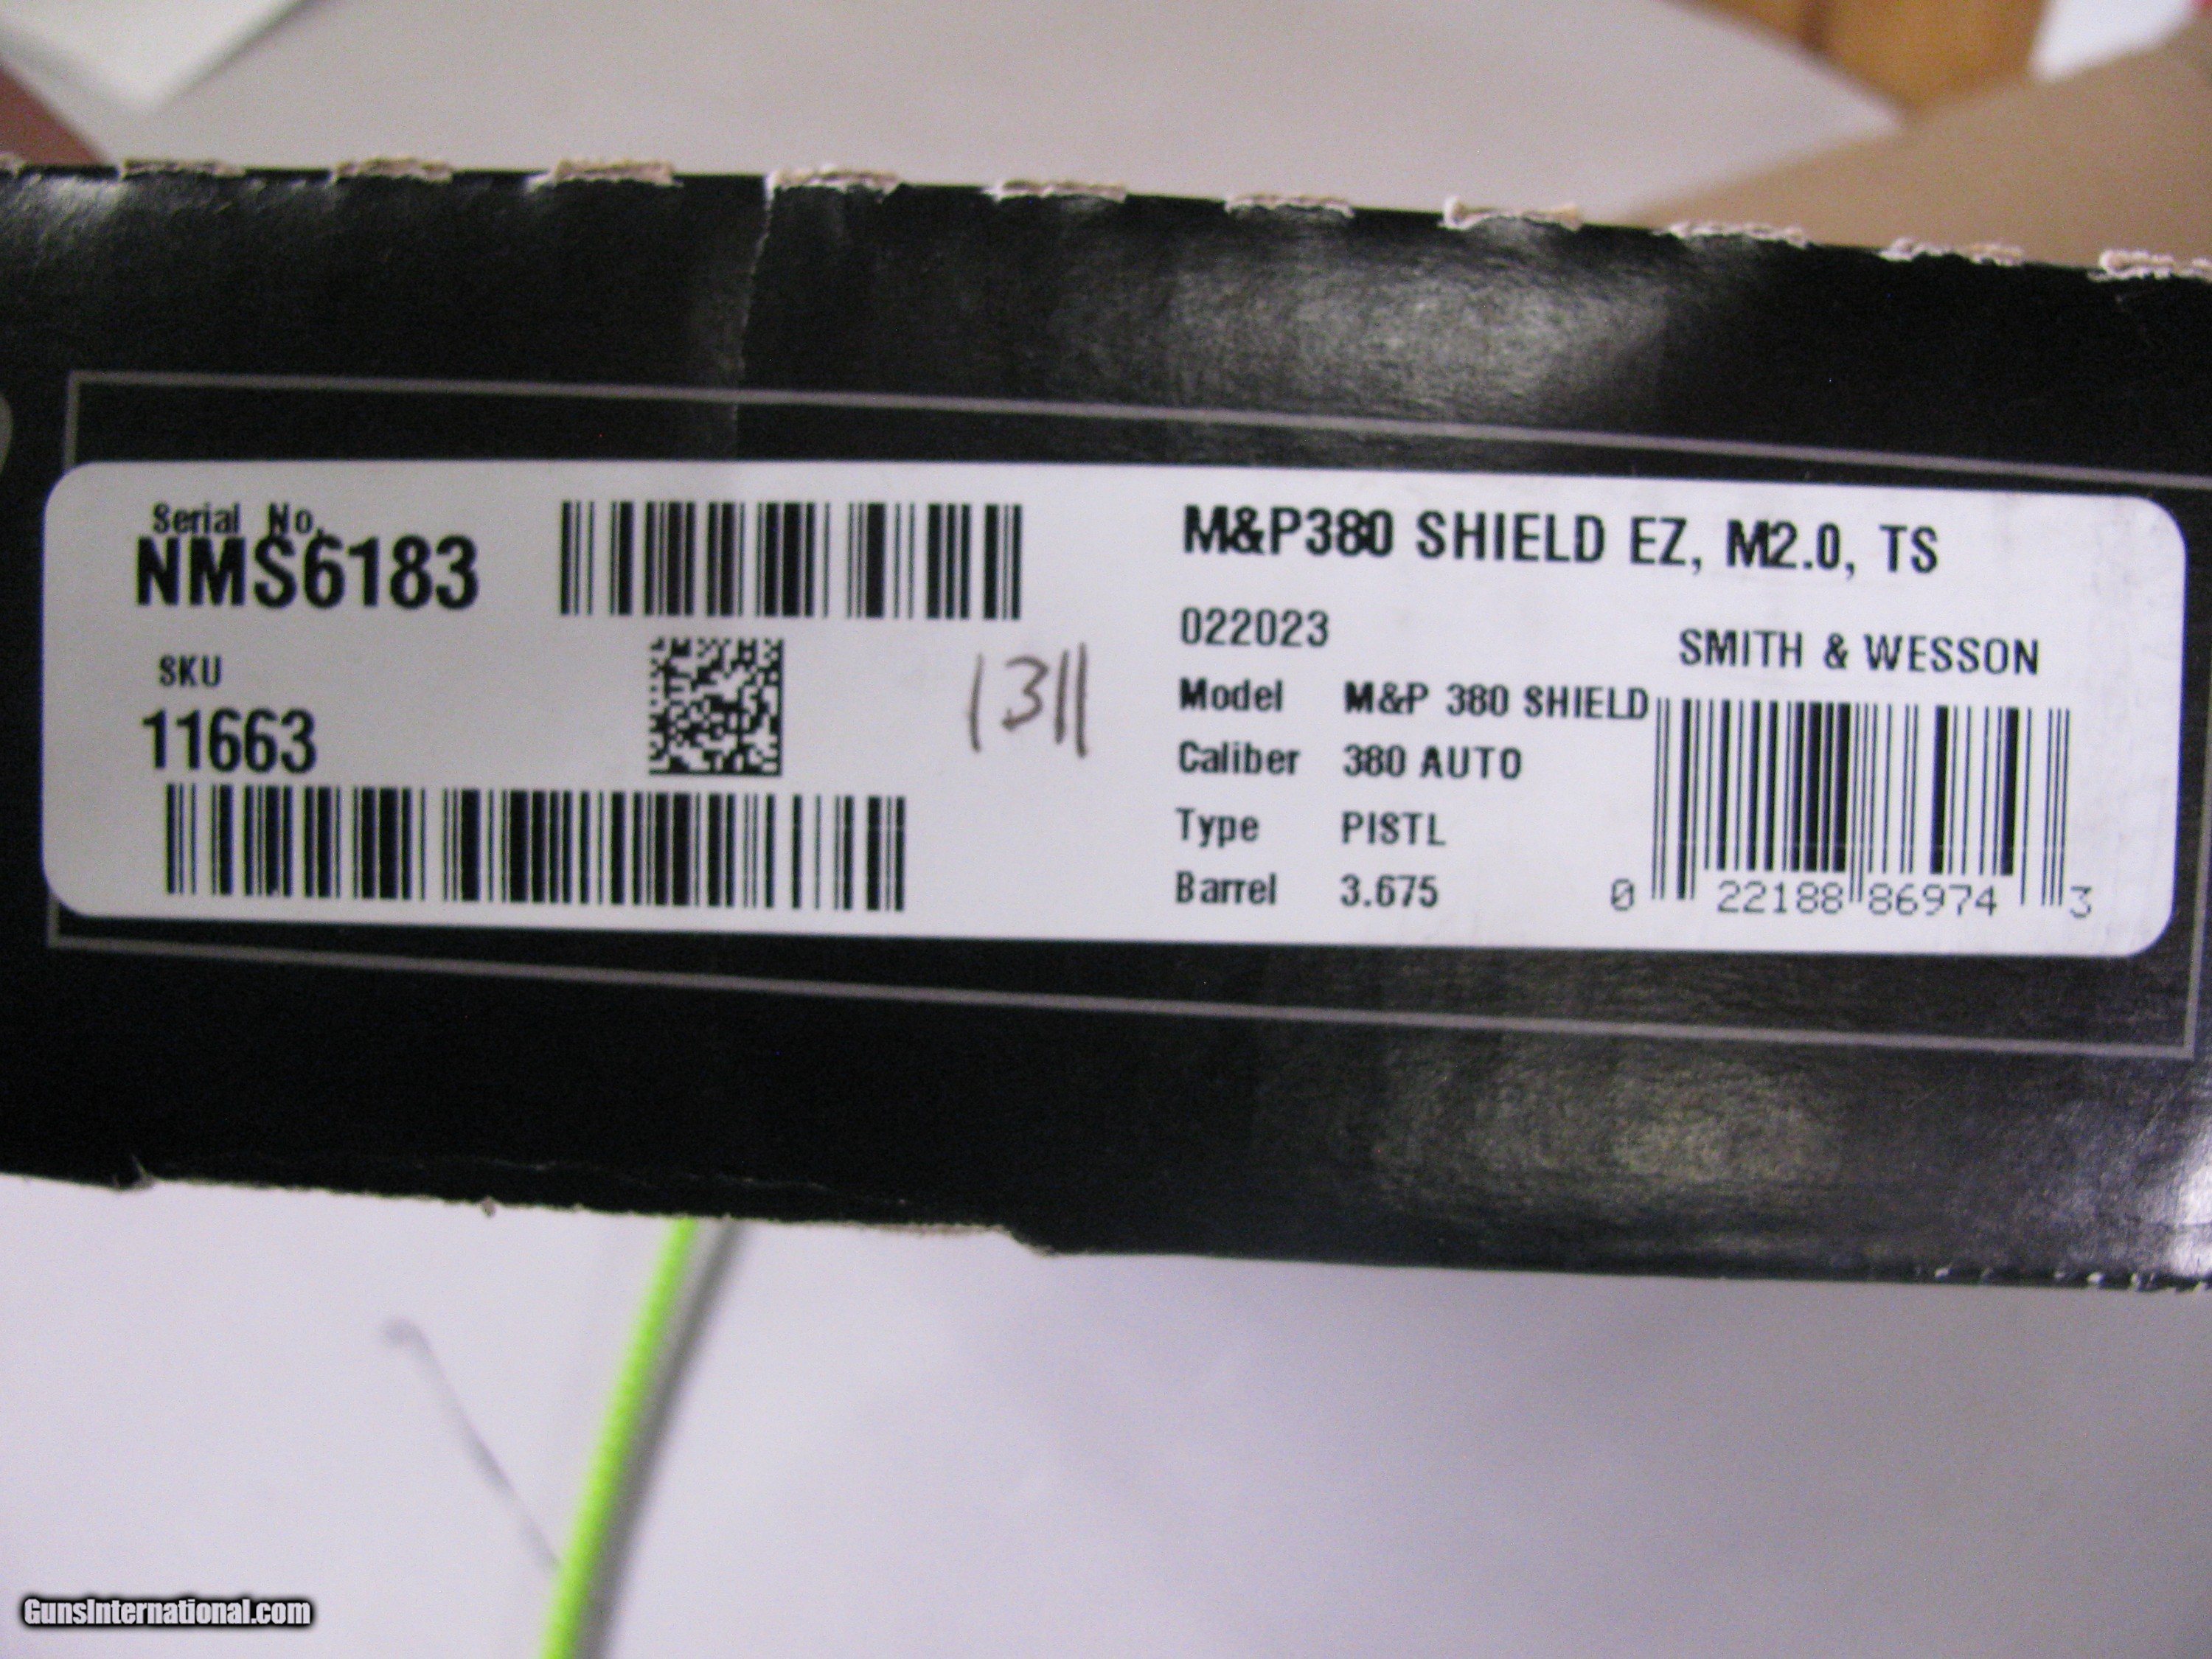 Serial No.
NMS6183
SKU
11663
1311
M&P380 SHIELD EZ, M2.0, TS
022023
SMITH & WESSON
Model M&P 380 SHIELD
Caliber 380 AUTO
Type PISTL
Barrel 3.675
0 22188 86974 3
GunsInternational.com